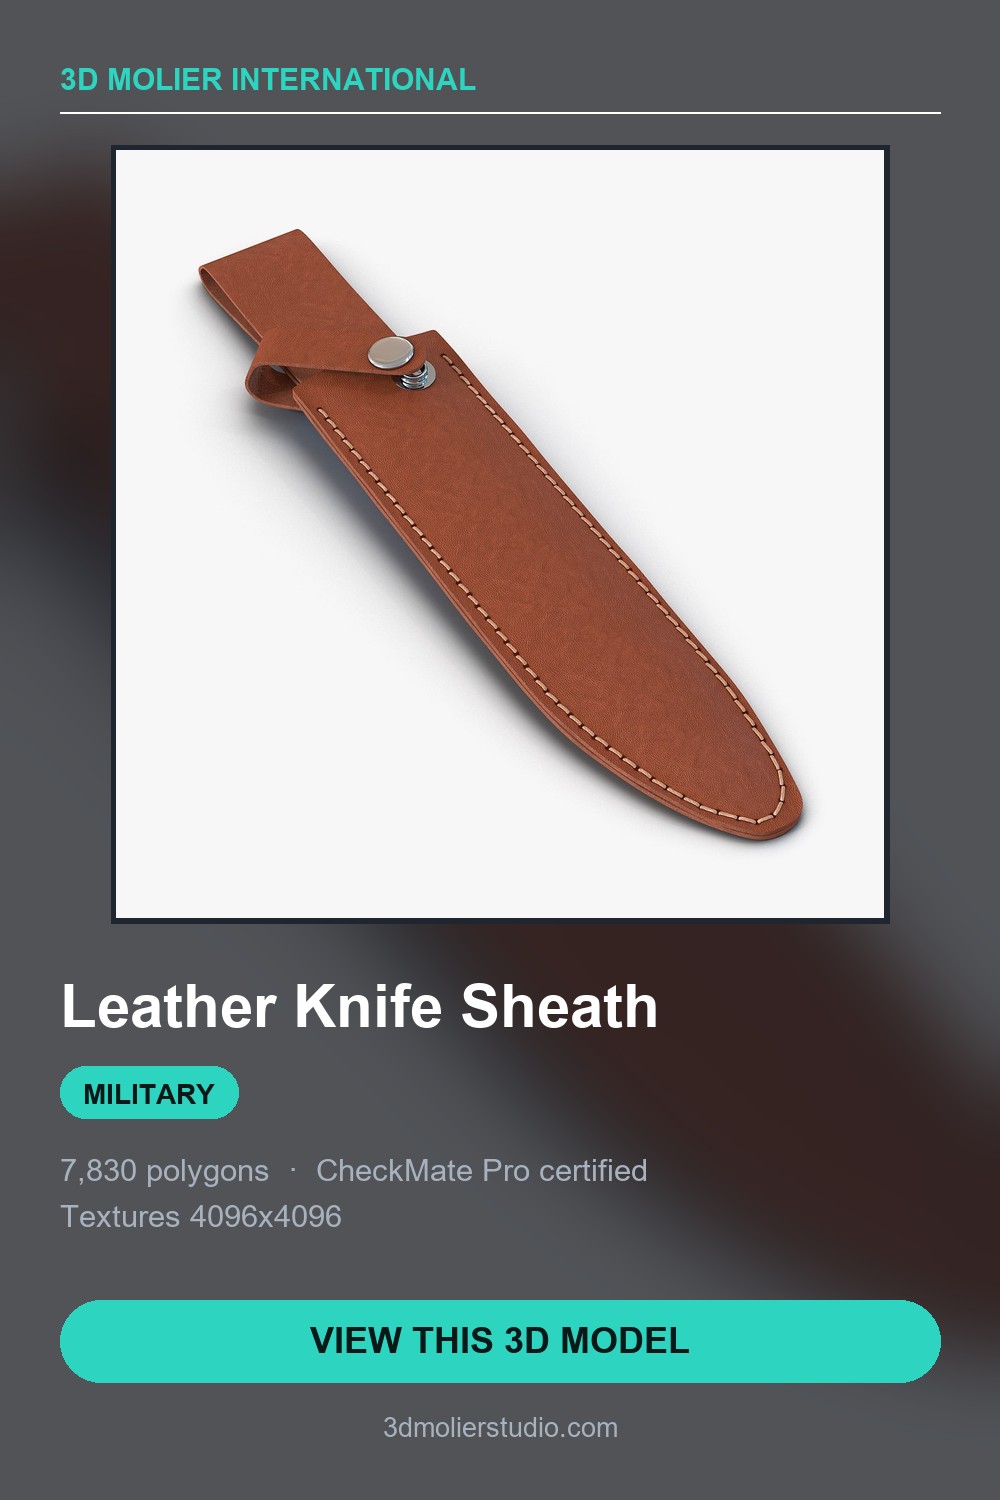 3D MOLIER INTERNATIONAL
Leather Knife Sheath
MILITARY
7,830 polygons · CheckMate Pro certified
Textures 4096x4096
VIEW THIS 3D MODEL
3dmolierstudio.com